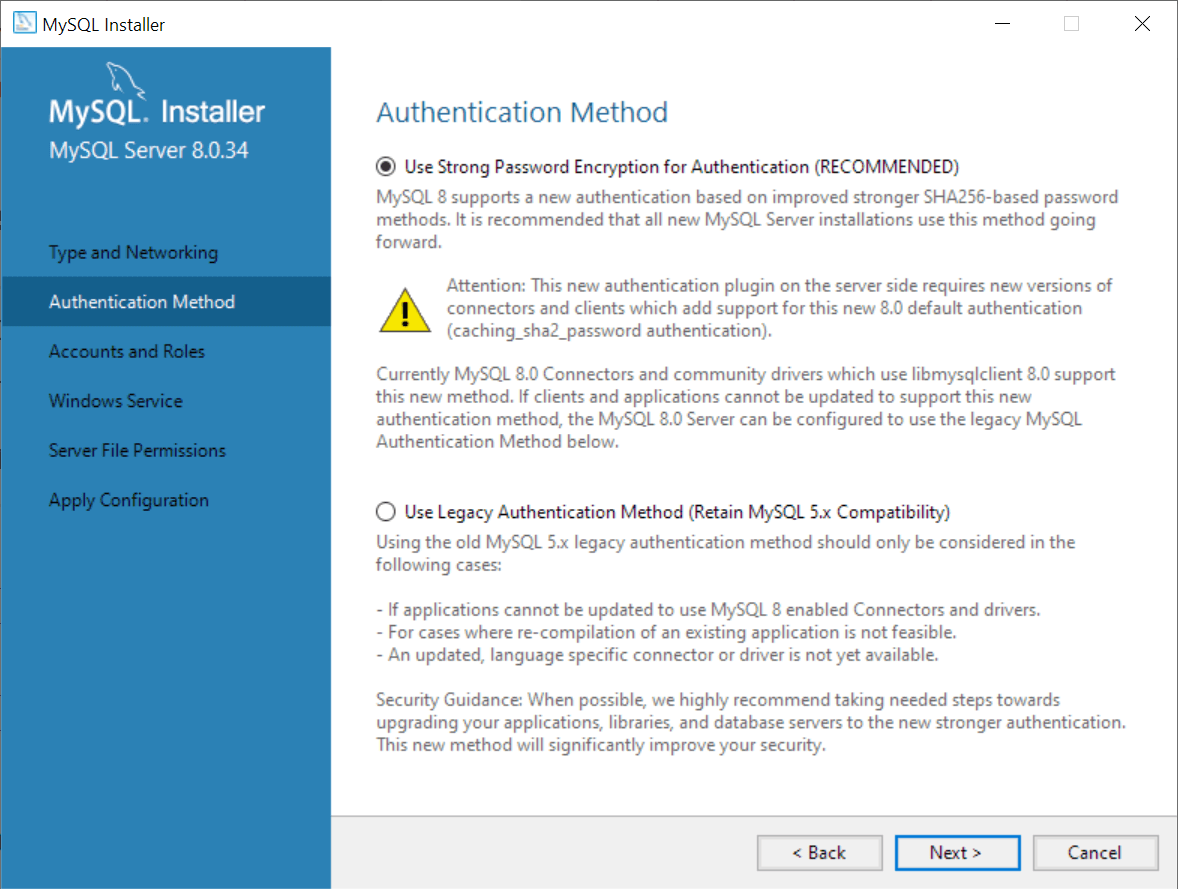 MySQL Installer
MySQL. Installer
MySQL Server 8.0.34
Type and Networking
Authentication Method
Accounts and Roles
Windows Service
Server File Permissions
Apply Configuration
Authentication Method
Use Strong Password Encryption for Authentication (RECOMMENDED)
MySQL 8 supports a new authentication based on improved stronger SHA256-based password
methods. It is recommended that all new MySQL Server installations use this method going
forward.
Attention: This new authentication plugin on the server side requires new versions of
connectors and clients which add support for this new 8.0 default authentication
(caching_sha2_password authentication).
Currently MySQL 8.0 Connectors and community drivers which use libmysqlclient 8.0 support
this new method. If clients and applications cannot be updated to support this new
authentication method, the MySQL 8.0 Server can be configured to use the legacy MySQL
Authentication Method below.
Use Legacy Authentication Method (Retain MySQL 5.x Compatibility)
Using the old MySQL 5.x legacy authentication method should only be considered in the
following cases:
- If applications cannot be updated to use MySQL 8 enabled Connectors and drivers.
- For cases where re-compilation of an existing application is not feasible.
- An updated, language specific connector or driver is not yet available.
Security Guidance: When possible, we highly recommend taking needed steps towards
upgrading your applications, libraries, and database servers to the new stronger authentication.
This new method will significantly improve your security.
< Back
Next >
Cancel